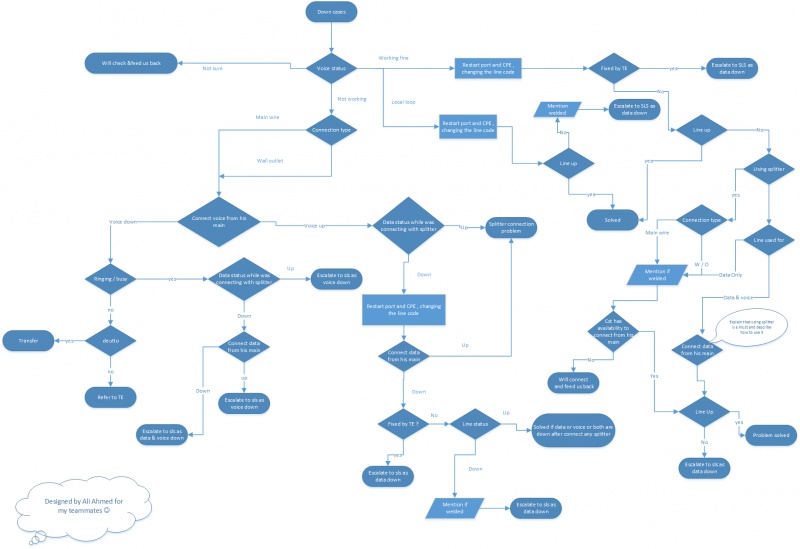 Down cases
Will check &feed us back
Not sure
Voice status
Working fine
Restart port and CPE ,
changing the line code
Fixed by TE
yes
Escalate to SLS as
data down
No
Not working
Local loop
Main wire
Connection type
Restart port and CPE ,
changing the line code
Mention
welded
Escalate to SLS as
data down
No
Line up
yes
Solved
Line up
No
yes
Using splitter
yes
Wall outlet
Connect voice from his
main
Voice down
Voice up
Data status while was
connecting with splitter
Up
Splitter connection
problem
Connection type
Line used for
Main wire
W / O
Data Only
Mention if
welded
Data & voice
Ringing / busy
yes
Data status while was
connecting with splitter
Up
Escalate to sls as
voice down
Down
no
Down
Restart port and CPE , changing
the line code
Cst has
availability to
connect from his
main
Explain that using splitter
is a must and describe
how to use it
Transfer
yes
deutto
Connect data
from his main
Connect data
from his main
Up
Connect data
from his main
No
Yes
Will connect
and feed us back
no
Down
up
Down
Refer to TE
Escalate to sls as
voice down
Escalate to sls as
data & voice down
Fixed by TE ?
No
Line status
Up
Solved if data or voice or both are
down after connect any splitter
Line Up
yes
Problem solved
No
yes
Down
Escalate to sls as
data down
Escalate to sls as
data down
Mention if
welded
Escalate to sls as
data down
Designed by Ali Ahmed for
my teammates ☺